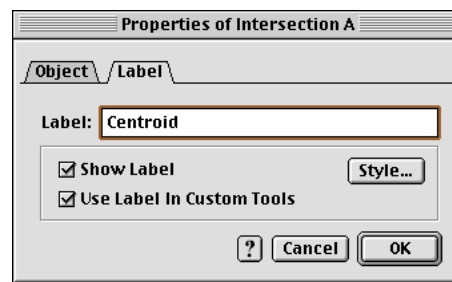 Properties of Intersection A
Object Label
Label: Centroid
Show Label Style...
Use Label In Custom Tools
? Cancel OK